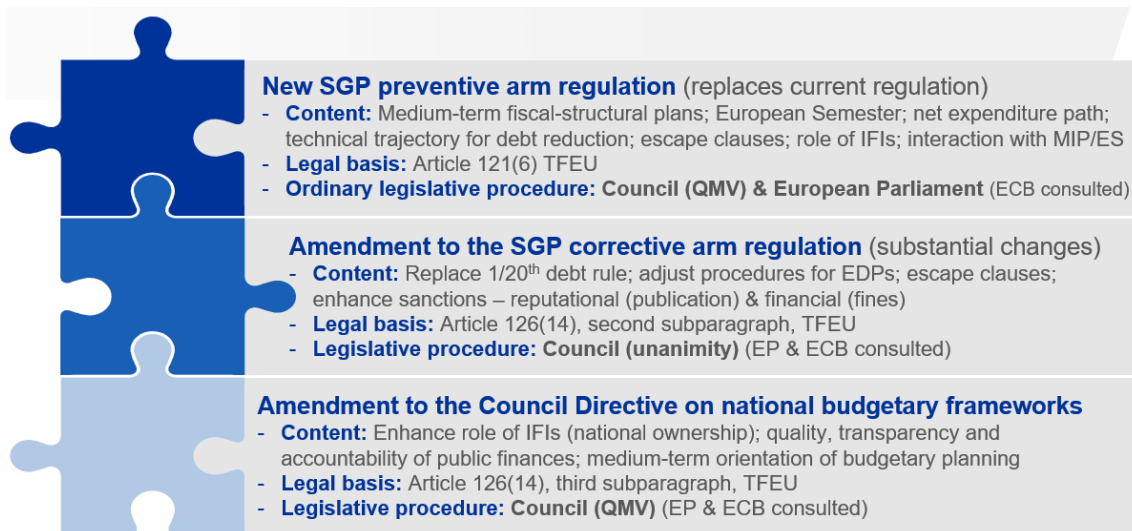 New SGP preventive arm regulation (replaces current regulation)
- Content: Medium-term fiscal-structural plans; European Semester; net expenditure path;
technical trajectory for debt reduction; escape clauses; role of IFIs; interaction with MIP/ES
- Legal basis: Article 121(6) TFEU
- Ordinary legislative procedure: Council (QMV) & European Parliament (ECB consulted)
Amendment to the SGP corrective arm regulation (substantial changes)
- Content: Replace 1/20th debt rule; adjust procedures for EDPs; escape clauses;
enhance sanctions – reputational (publication) & financial (fines)
- Legal basis: Article 126(14), second subparagraph, TFEU
- Legislative procedure: Council (unanimity) (EP & ECB consulted)
Amendment to the Council Directive on national budgetary frameworks
- Content: Enhance role of IFIs (national ownership); quality, transparency and
accountability of public finances; medium-term orientation of budgetary planning
- Legal basis: Article 126(14), third subparagraph, TFEU
- Legislative procedure: Council (QMV) (EP & ECB consulted)